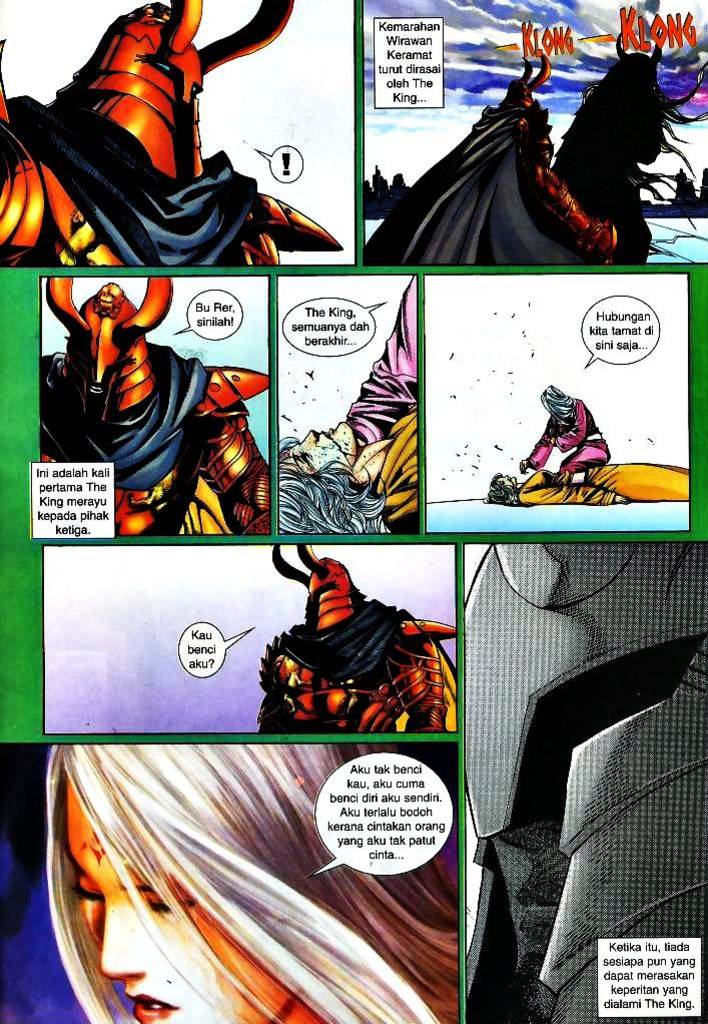 !
Kemarahan
Wirawan
Keramat
turut dirasai
oleh The
King...
KLONG
KLONG
Bu Rer,
sinilah!
Ini adalah kali
pertama The
King merayu
kepada pihak
ketiga.
The King,
semuanya dah
berakhir...
Hubungan
kita tamat di
sini saja...
Kau
benci
aku?
Aku tak benci
kau, aku cuma
benci diri aku sendiri.
Aku terlalu bodoh
kerana cintakan orang
yang aku tak patut
cinta...
Ketika itu, tiada
sesiapa pun yang
dapat merasakan
keperitan yang
dialami The King.